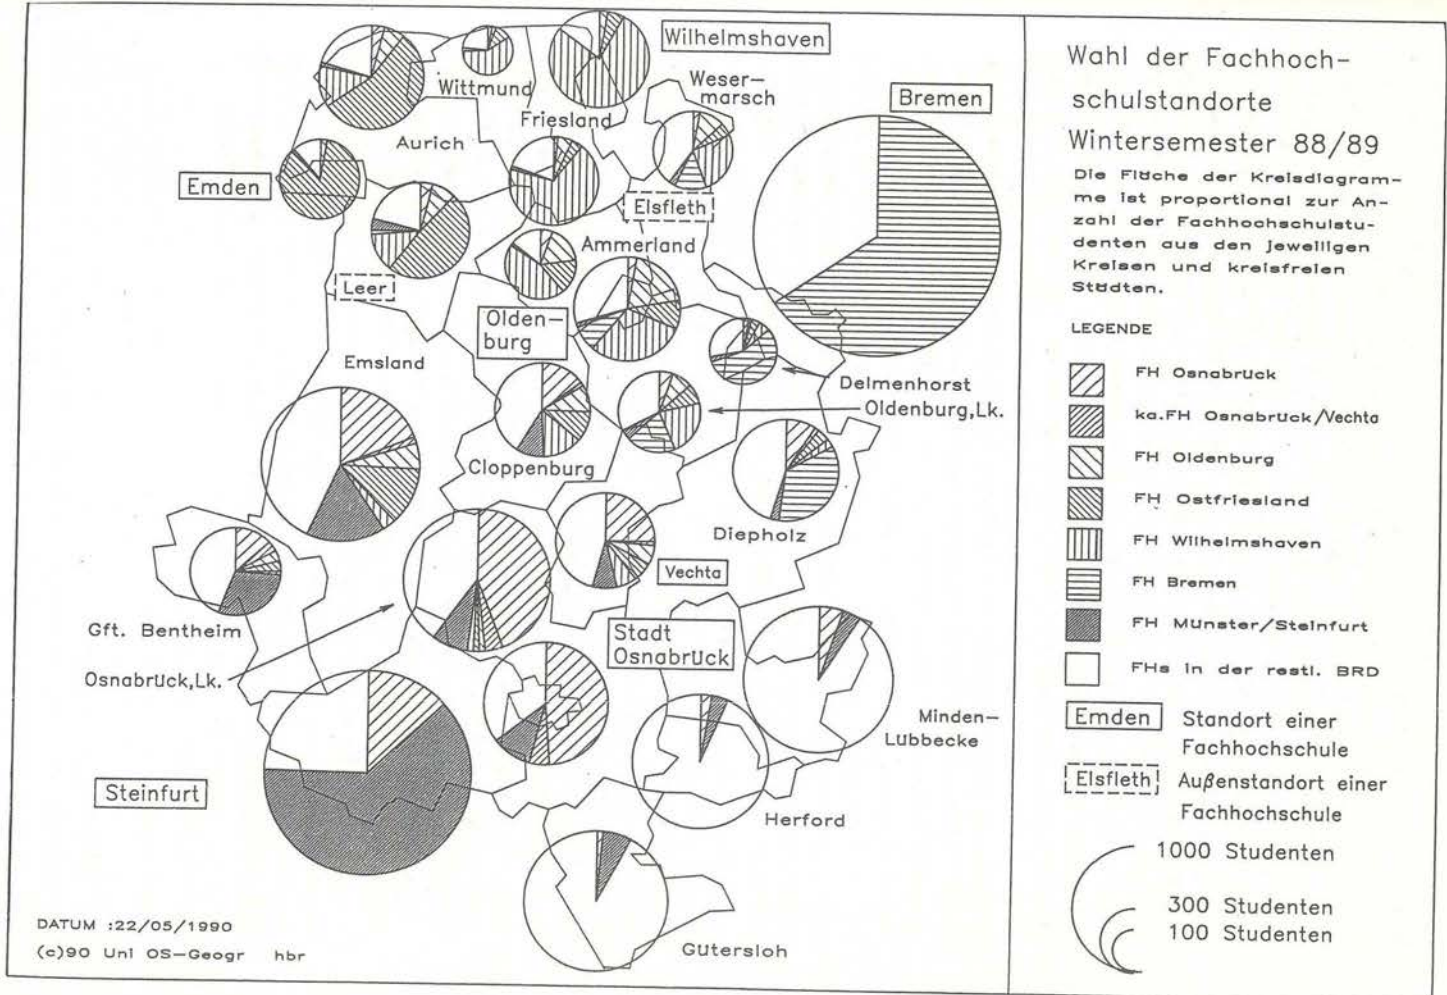 Wilhelmshaven
Wittmund
Weser-
marsch
Bremen
Friesland
Aurich
Emden
Elsfleth
Ammerland
Leer
Olden-
burg
Emsland
Delmenhorst
Oldenburg,Lk.
Cloppenburg
Diepholz
Vechta
Gft. Bentheim
Stadt
Osnabrück
Osnabrück,Lk.
Minden-
Lübbecke
Steinfurt
Herford
Gütersloh
DATUM :22/05/1990
(c)90 Uni OS-Geogr hbr
Wahl der Fachhoch-
schulstandorte
Wintersemester 88/89
Die Fläche der Kreisdiagram-
me ist proportional zur An-
zahl der Fachhochschulstu-
denten aus den jeweiligen
Kreisen und kreisfreien
Städten.
LEGENDE
FH Osnabrück
ka.FH Osnabrück/Vechta
FH Oldenburg
FH Ostfriesland
FH Wilhelmshaven
FH Bremen
FH Münster/Steinfurt
FHs in der restl. BRD
Emden Standort einer
Fachhochschule
Elsfleth Außenstandort einer
Fachhochschule
1000 Studenten
300 Studenten
100 Studenten